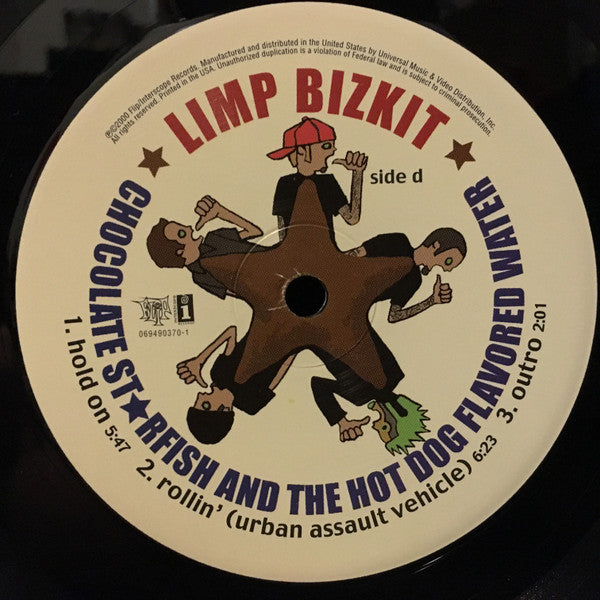 ℗©2000 Flip/Interscope Records. Manufactured and distributed in the United States by Universal Music & Video Distribution, Inc.
All rights reserved. Printed in the USA. Unauthorized duplication is a violation of Federal law and is subject to criminal prosecution.
LIMP BIZKIT
side d
CHOCOLATE ST★RFISH AND THE HOT DOG FLAVORED WATER
flip
i
069490370-1
1. hold on 5:47
2. rollin' (urban assault vehicle) 6:23
3. outro 2:01